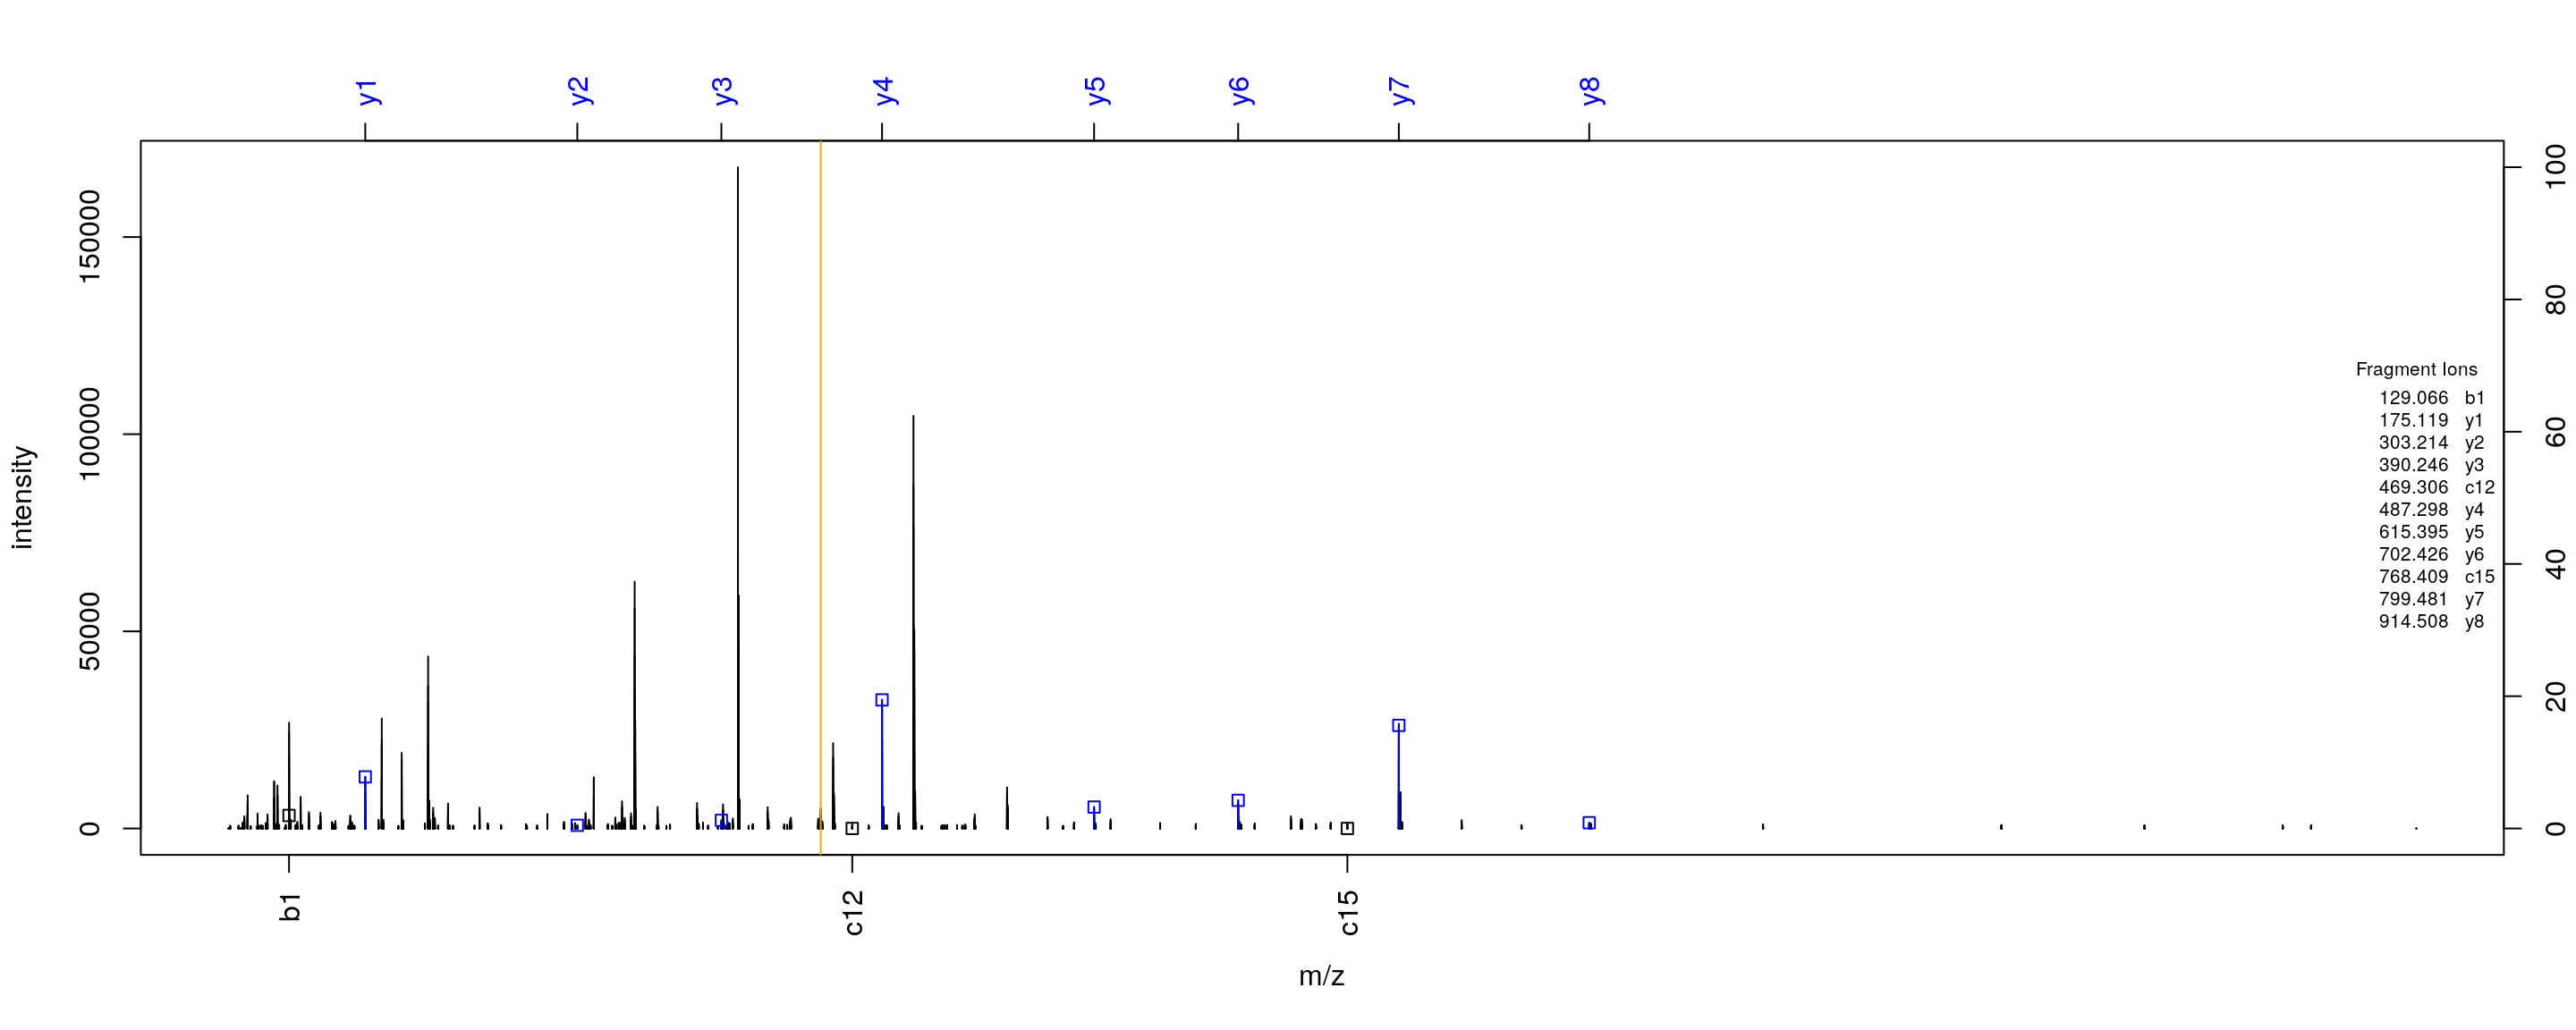 y1 y2 y3 y4 y5 y6 y7 y8
intensity
0 50000 100000 150000
0 20 40 60 80 100
Fragment Ions
129.066 b1
175.119 y1
303.214 y2
390.246 y3
469.306 c12
487.298 y4
615.395 y5
702.426 y6
768.409 c15
799.481 y7
914.508 y8
b1 c12 c15
m/z